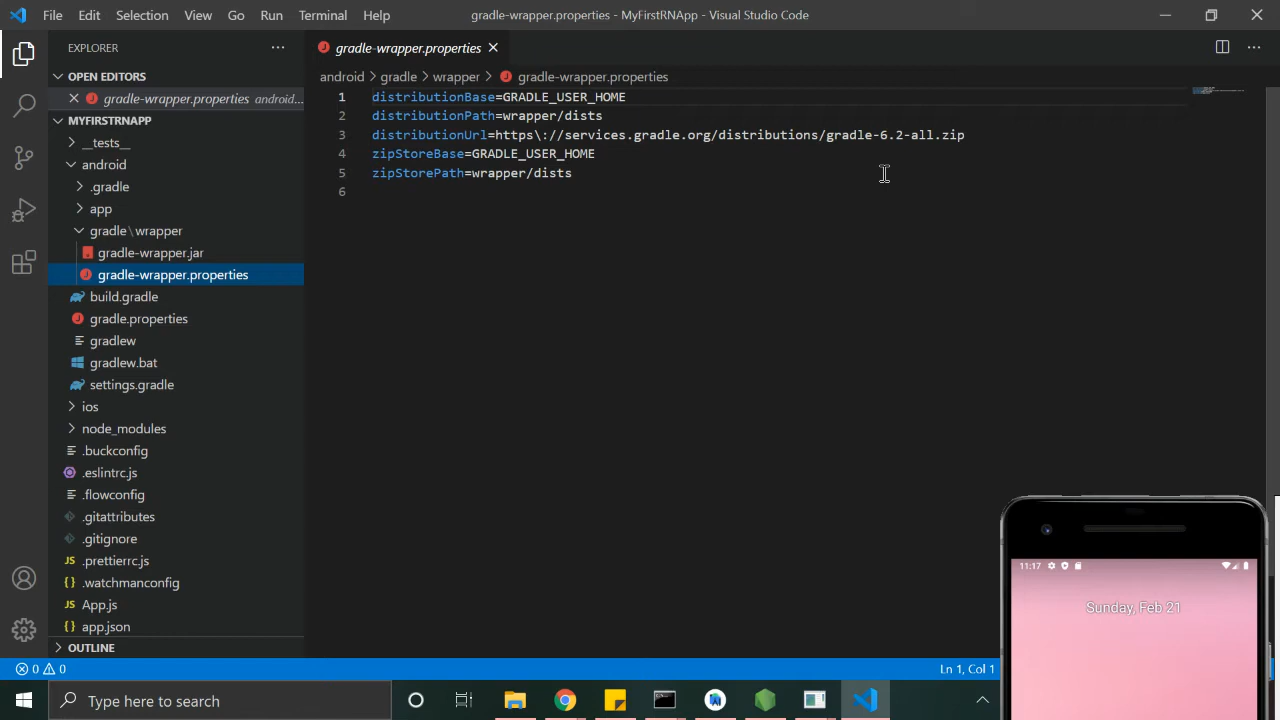 File Edit Selection View Go Run Terminal Help
gradle-wrapper.properties - MyFirstRNApp - Visual Studio Code
EXPLORER
OPEN EDITORS
gradle-wrapper.properties android...
MYFIRSTRNAPP
__tests__
android
.gradle
app
gradle\wrapper
gradle-wrapper.jar
gradle-wrapper.properties
build.gradle
gradle.properties
gradlew
gradlew.bat
settings.gradle
ios
node_modules
.buckconfig
.eslintrc.js
.flowconfig
.gitattributes
.gitignore
JS .prettierrc.js
{} .watchmanconfig
JS App.js
{} app.json
OUTLINE
gradle-wrapper.properties
android > gradle > wrapper > gradle-wrapper.properties
1 distributionBase=GRADLE_USER_HOME
2 distributionPath=wrapper/dists
3 distributionUrl=https\://services.gradle.org/distributions/gradle-6.2-all.zip
4 zipStoreBase=GRADLE_USER_HOME
5 zipStorePath=wrapper/dists
6
11:17
Sunday, Feb 21
0 0
Ln 1, Col 1
Type here to search